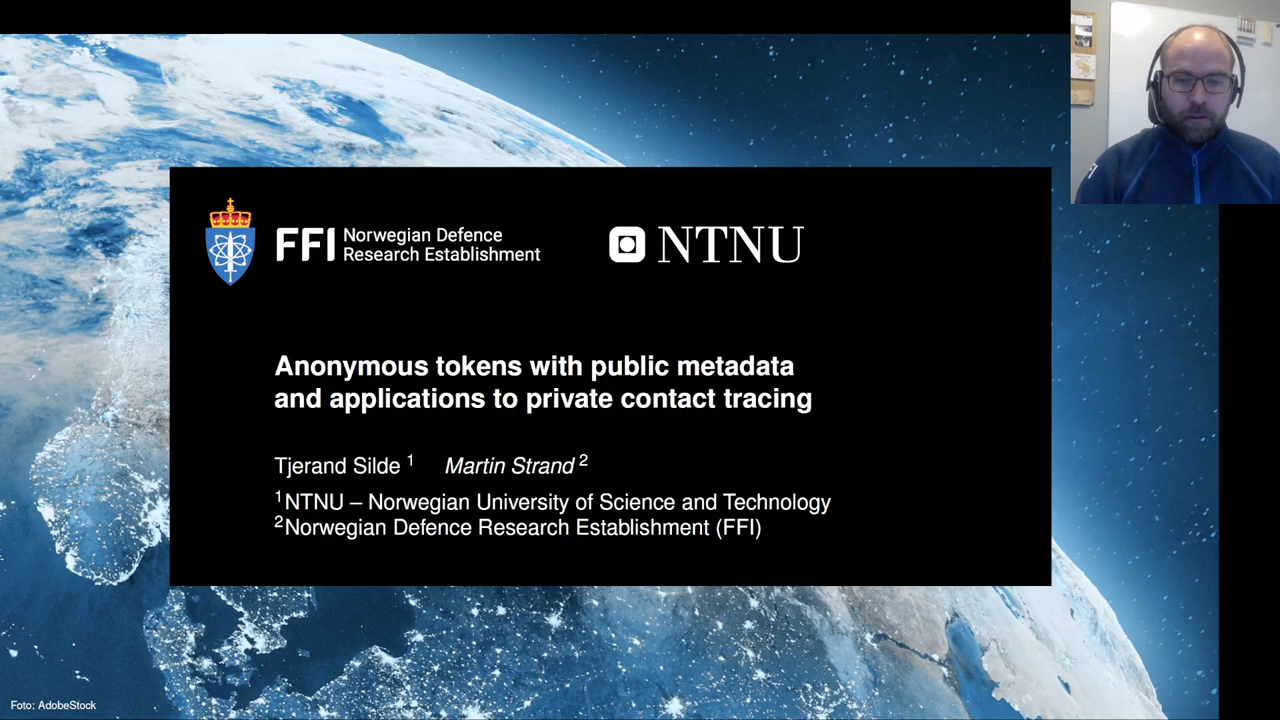 FFI Norwegian Defence
Research Establishment
NTNU
Anonymous tokens with public metadata
and applications to private contact tracing
Tjerand Silde 1 Martin Strand 2
1NTNU – Norwegian University of Science and Technology
2Norwegian Defence Research Establishment (FFI)
Foto: AdobeStock